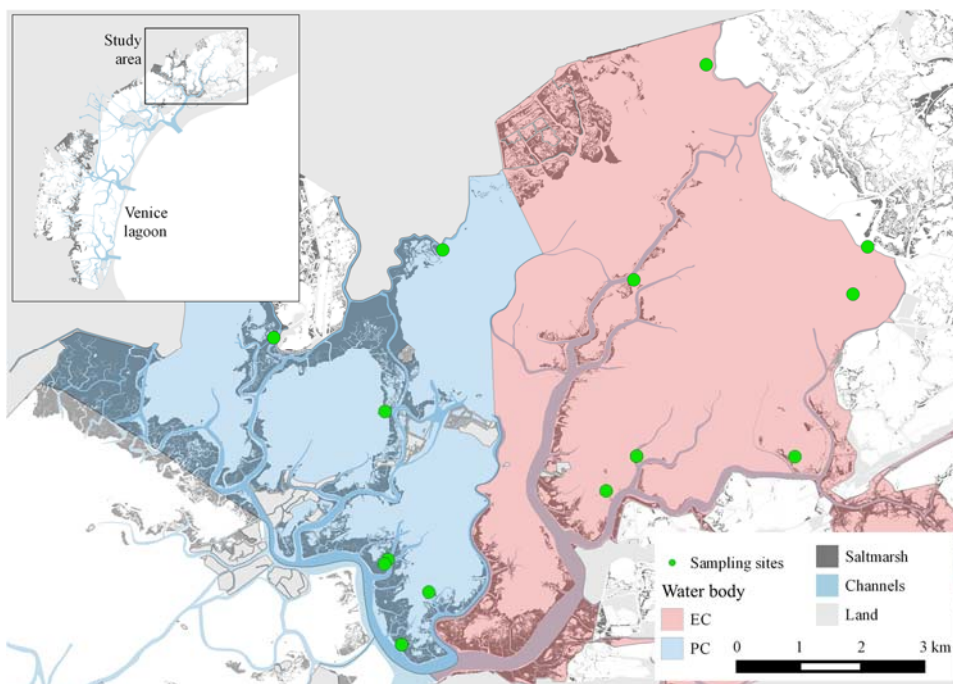 Study
area
Venice
lagoon
Sampling sites
Water body
EC
PC
Saltmarsh
Channels
Land
0 1 2 3 km